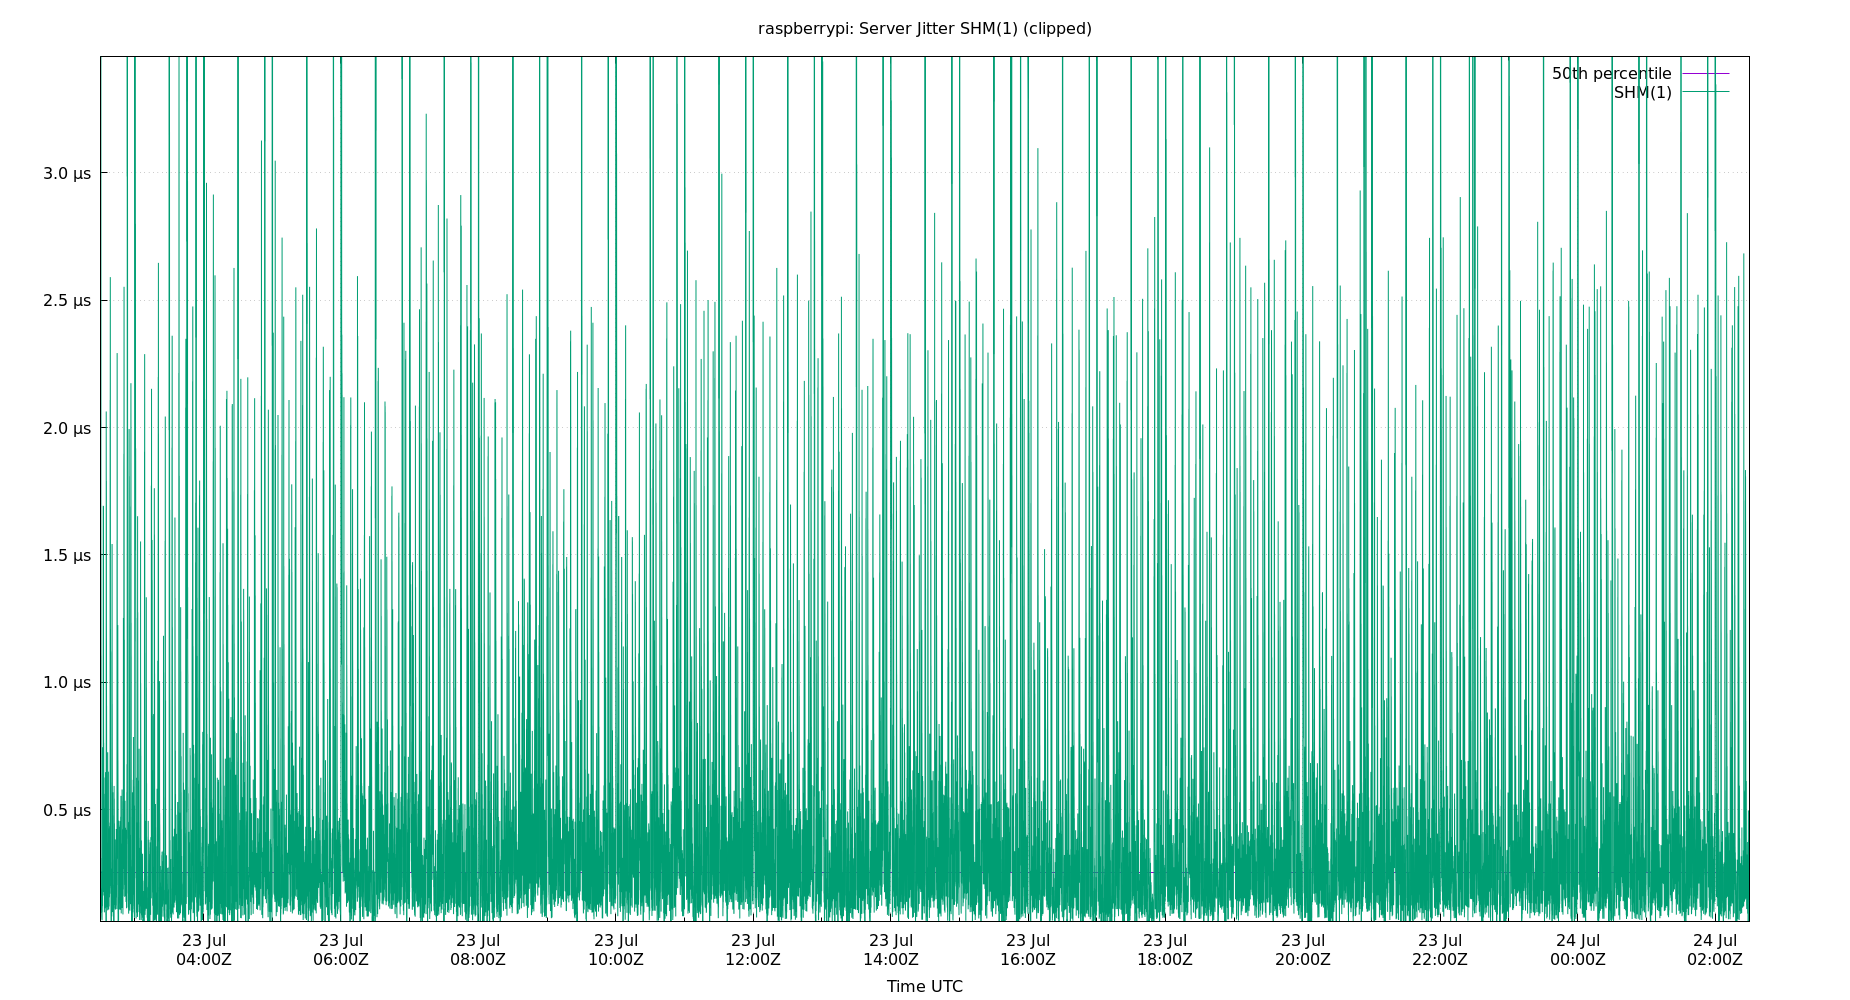 raspberrypi: Server Jitter SHM(1) (clipped)
50th percentile
SHM(1)
3.0 µs
2.5 µs
2.0 µs
1.5 µs
1.0 µs
0.5 µs
23 Jul 23 Jul 23 Jul 23 Jul 23 Jul 23 Jul 23 Jul 23 Jul 23 Jul 23 Jul 24 Jul 24 Jul
04:00Z 06:00Z 08:00Z 10:00Z 12:00Z 14:00Z 16:00Z 18:00Z 20:00Z 22:00Z 00:00Z 02:00Z
Time UTC